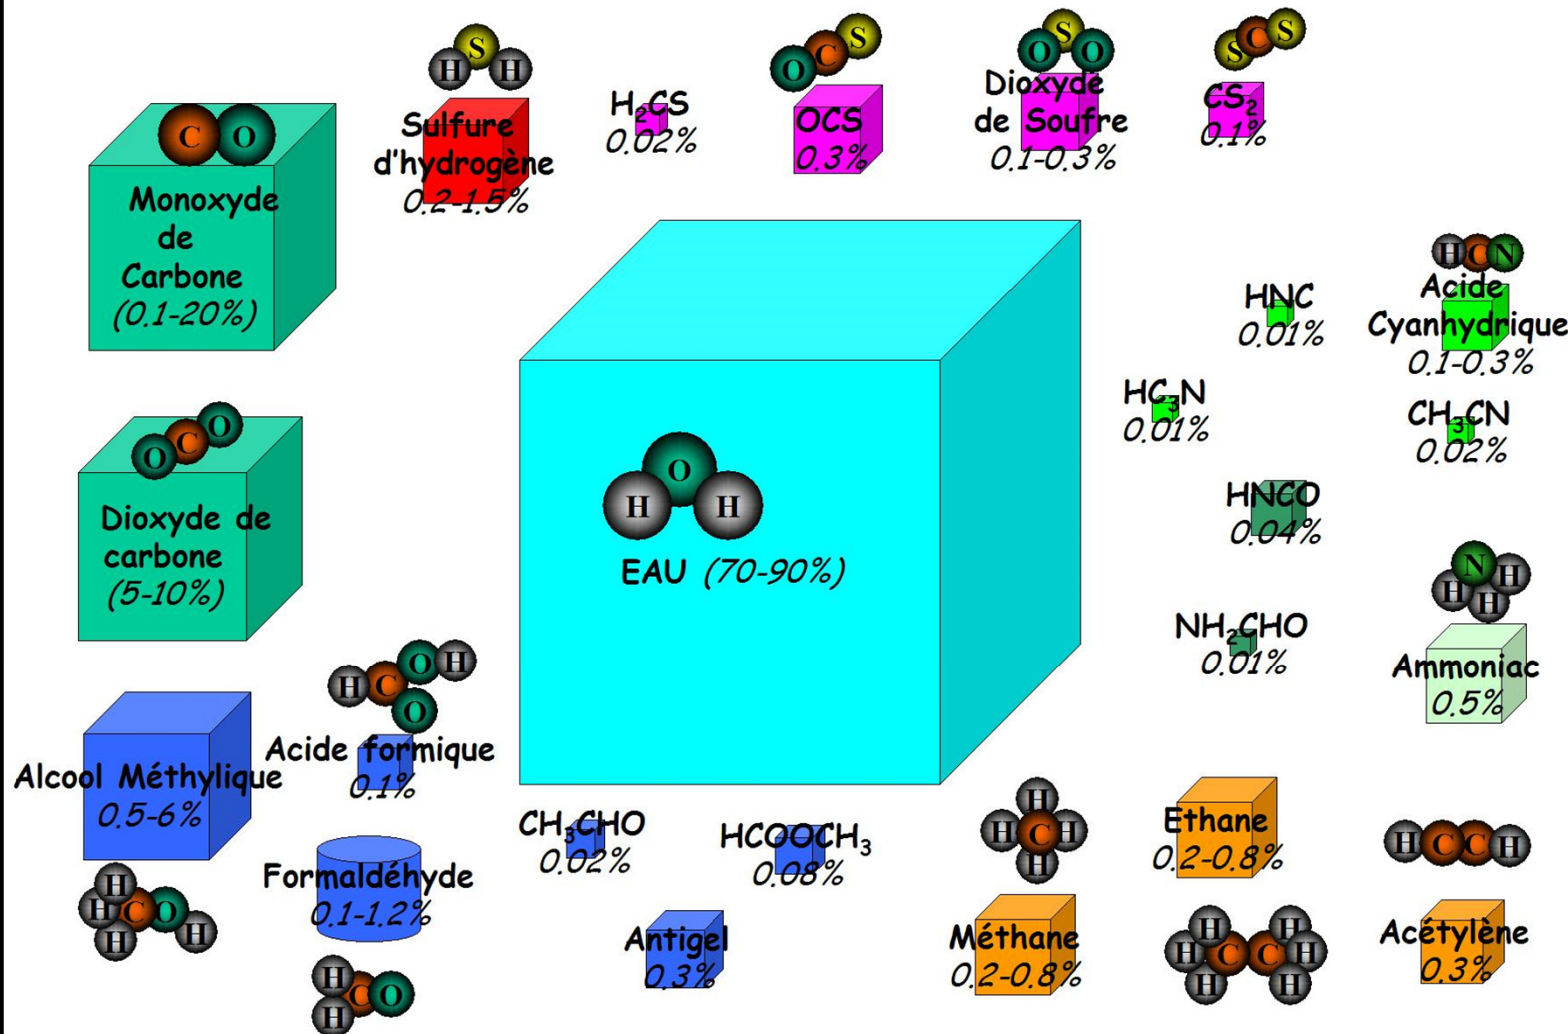 C O
Monoxyde
de
Carbone
(0.1-20%)
S
H H
Sulfure
d'hydrogène
0.2-1.5%
H₂CS
0.02%
O C S
OCS
0.3%
S
O O
Dioxyde
de Soufre
0.1-0.3%
S C S
CS₂
0.1%
O
H H
EAU (70-90%)
HNC
0.01%
H C N
Acide
Cyanhydrique
0.1-0.3%
HC₃N
0.01%
CH₃CN
0.02%
HNCO
0.04%
NH₂CHO
0.01%
N
H H
H
Ammoniac
0.5%
O C O
Dioxyde de
carbone
(5-10%)
Alcool Méthylique
0.5-6%
H
H C O
H H
O H
H C
O
Acide formique
0.1%
Formaldéhyde
0.1-1.2%
H
C O
H
CH₃CHO
0.02%
HCOOCH₃
0.08%
Antigel
0.3%
H
H C H
H
Méthane
0.2-0.8%
Ethane
0.2-0.8%
H H
H C C H
H H
H C C H
Acétylène
0.3%